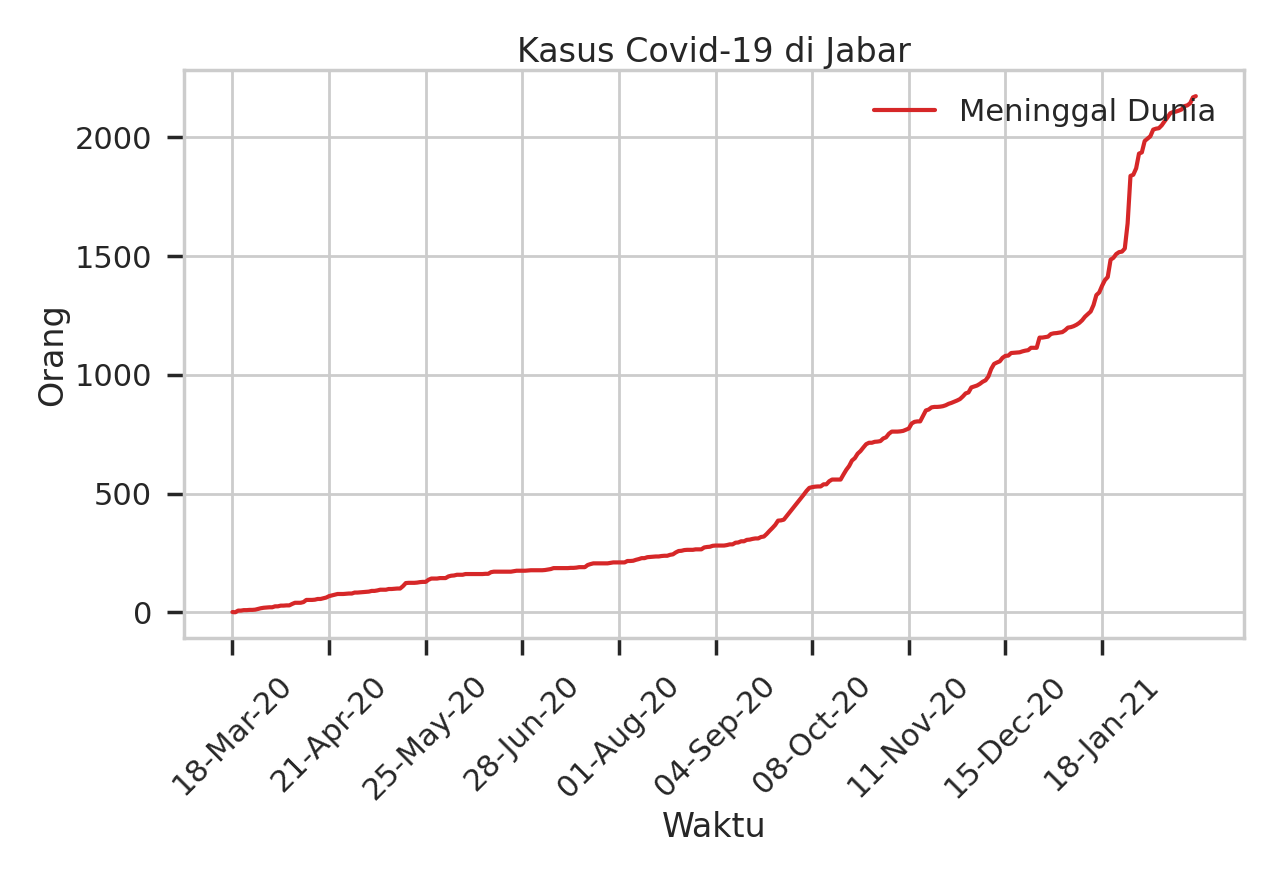 Kasus Covid-19 di Jabar
Meninggal Dunia
Orang
2000
1500
1000
500
0
18-Mar-20
21-Apr-20
25-May-20
28-Jun-20
01-Aug-20
04-Sep-20
08-Oct-20
11-Nov-20
15-Dec-20
18-Jan-21
Waktu